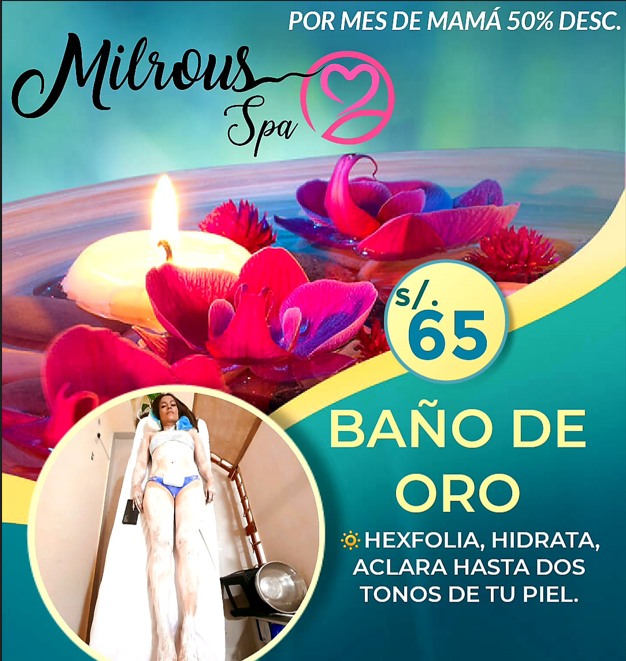 POR MES DE MAMÁ 50% DESC.
Milrous
Spa
s/.
65
BAÑO DE
ORO
HEXFOLIA, HIDRATA,
ACLARA HASTA DOS
TONOS DE TU PIEL.